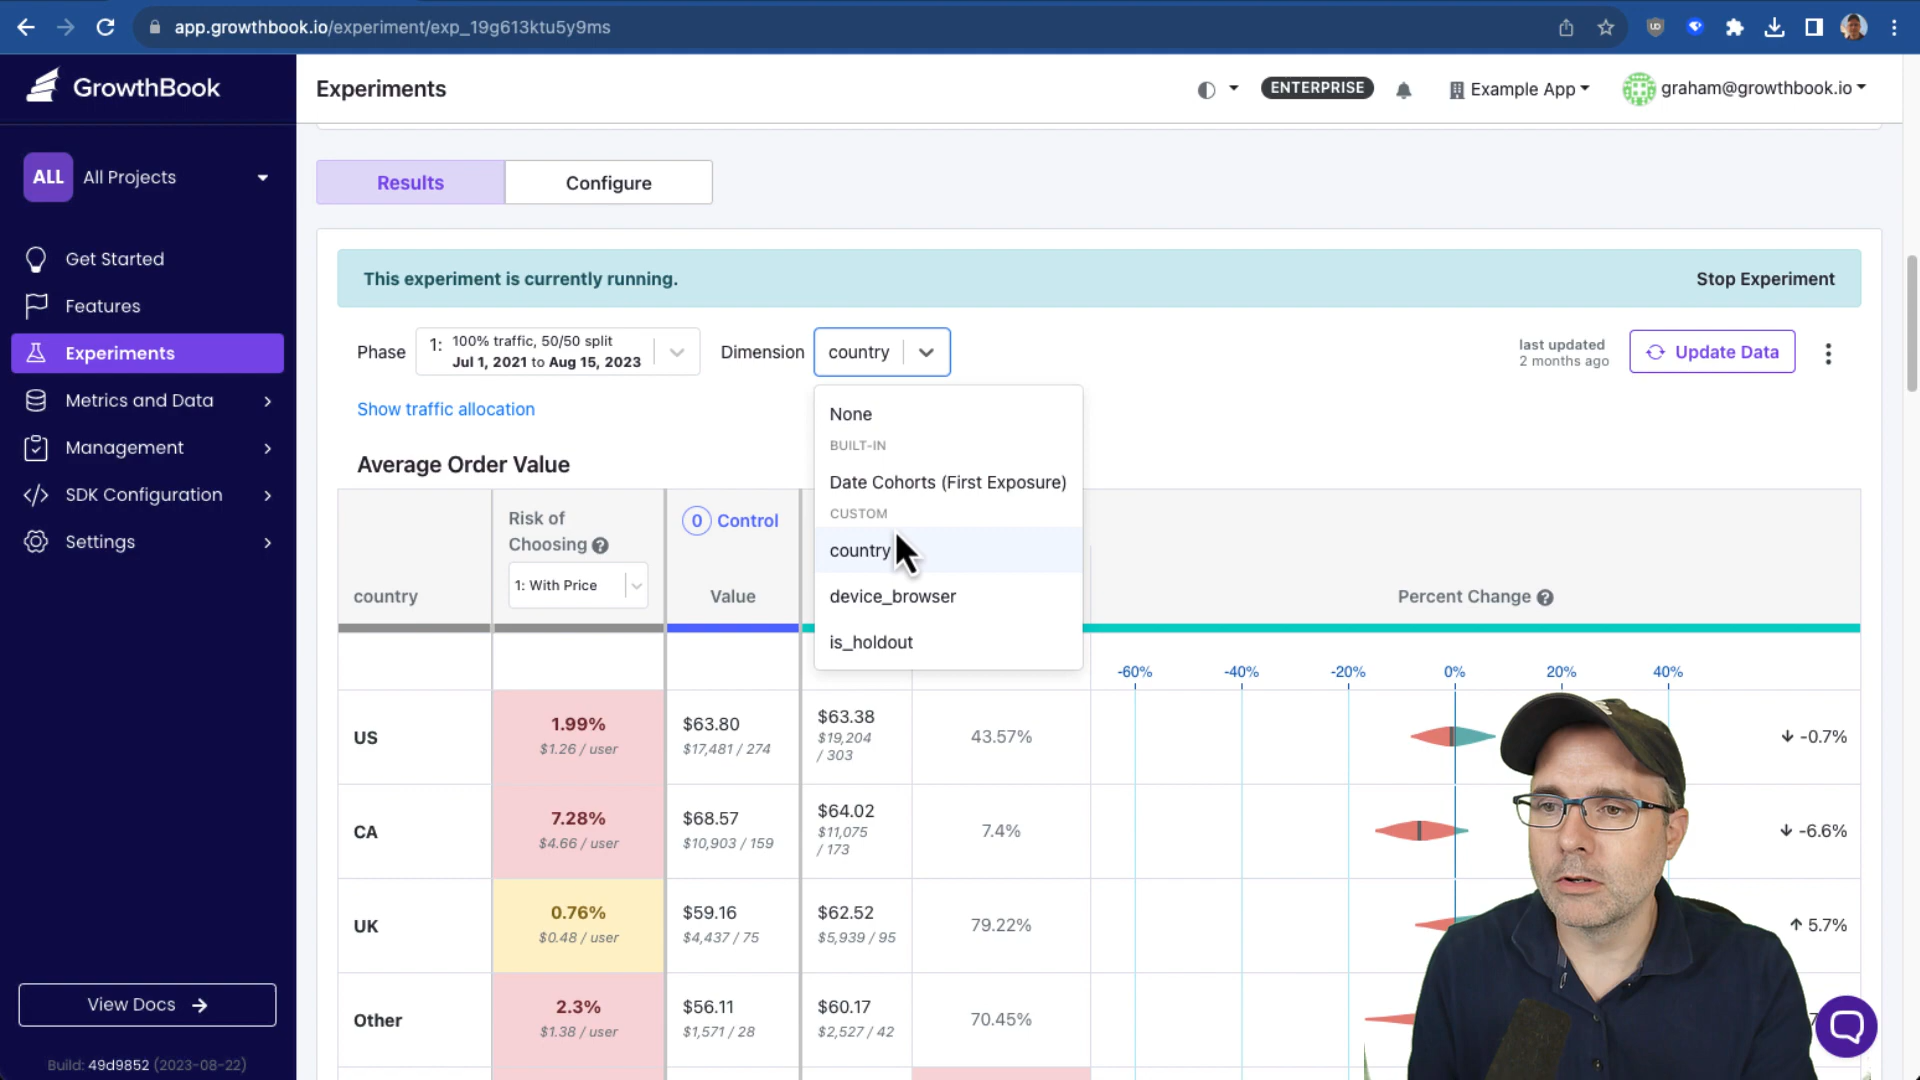 app.growthbook.io/experiment/exp_19g613ktu5y9ms
GrowthBook
Experiments
ENTERPRISE
Example App
graham@growthbook.io
ALL All Projects
Get Started
Features
Experiments
Metrics and Data
Management
SDK Configuration
Settings
View Docs
Build: 49d9852 (2023-08-22)
Results
Configure
This experiment is currently running.
Stop Experiment
Phase
1: 100% traffic, 50/50 split
Jul 1, 2021 to Aug 15, 2023
Dimension
country
last updated
2 months ago
Update Data
Show traffic allocation
None
BUILT-IN
Date Cohorts (First Exposure)
CUSTOM
country
device_browser
is_holdout
Average Order Value
country
Risk of
Choosing
1: With Price
0 Control
Value
Percent Change
-60% -40% -20% 0% 20% 40%
US
1.99%
$1.26 / user
$63.80
$17,481 / 274
$63.38
$19,204
/ 303
43.57%
-0.7%
CA
7.28%
$4.66 / user
$68.57
$10,903 / 159
$64.02
$11,075
/ 173
7.4%
-6.6%
UK
0.76%
$0.48 / user
$59.16
$4,437 / 75
$62.52
$5,939 / 95
79.22%
5.7%
Other
2.3%
$1.38 / user
$56.11
$1,571 / 28
$60.17
$2,527 / 42
70.45%